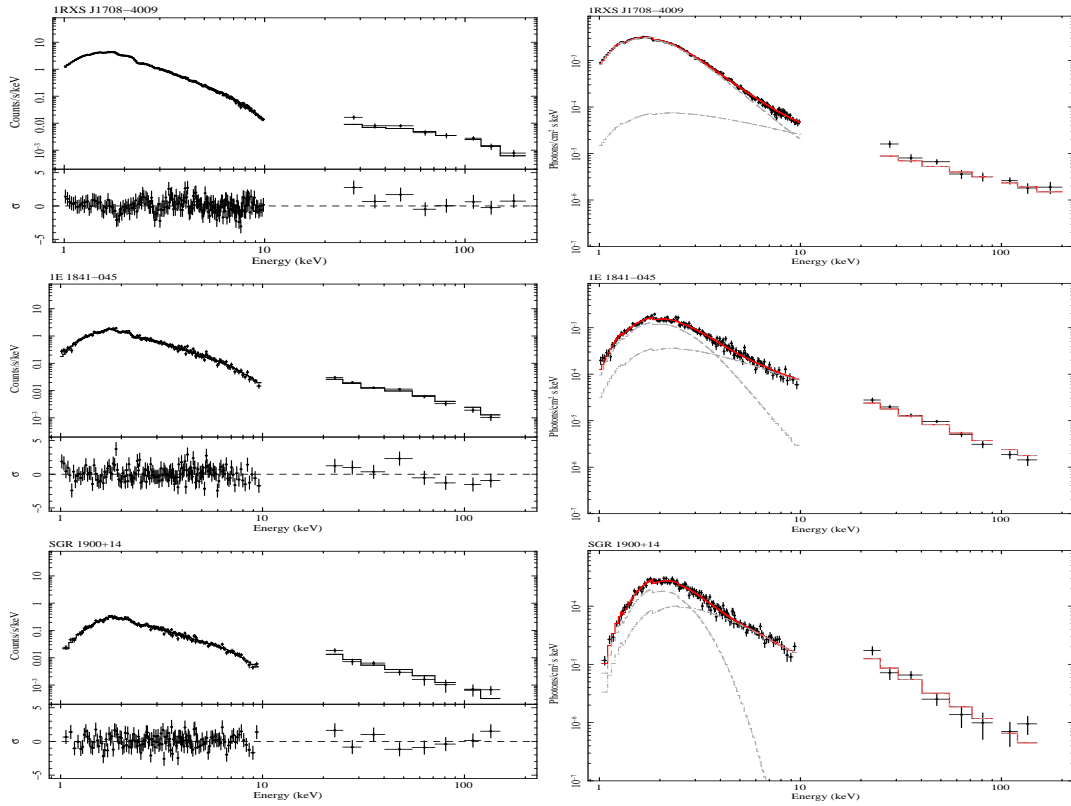 1RXS J1708−4009
Counts/s/keV
10
1
0.1
0.01
10⁻³
σ
5
0
−5
1
10
100
Energy (keV)
1RXS J1708−4009
Photons/cm² s keV
10⁻³
10⁻⁴
10⁻⁵
10⁻⁶
10⁻⁷
1
10
100
Energy (keV)
1E 1841−045
Counts/s/keV
10
1
0.1
0.01
10⁻³
σ
5
0
−5
1
10
100
Energy (keV)
1E 1841−045
Photons/cm² s keV
10⁻³
10⁻⁴
10⁻⁵
10⁻⁶
10⁻⁷
1
10
100
Energy (keV)
SGR 1900+14
Counts/s/keV
10
1
0.1
0.01
10⁻³
σ
5
0
−5
1
10
100
Energy (keV)
SGR 1900+14
Photons/cm² s keV
10⁻⁴
10⁻⁵
10⁻⁶
10⁻⁷
1
10
100
Energy (keV)